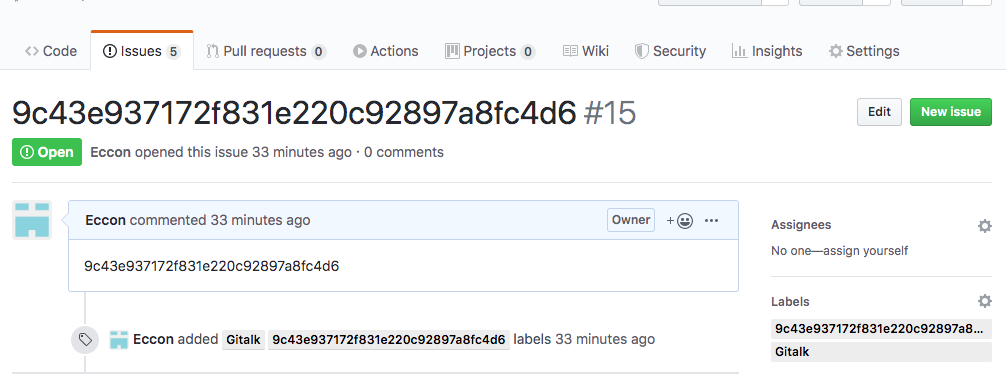 Code Issues 5 Pull requests 0 Actions Projects 0 Wiki Security Insights Settings
9c43e937172f831e220c92897a8fc4d6 #15
Edit New issue
Open Eccon opened this issue 33 minutes ago · 0 comments
Eccon commented 33 minutes ago Owner
Assignees
No one—assign yourself
9c43e937172f831e220c92897a8fc4d6
Labels
Eccon added Gitalk 9c43e937172f831e220c92897a8fc4d6 labels 33 minutes ago
9c43e937172f831e220c92897a8...
Gitalk